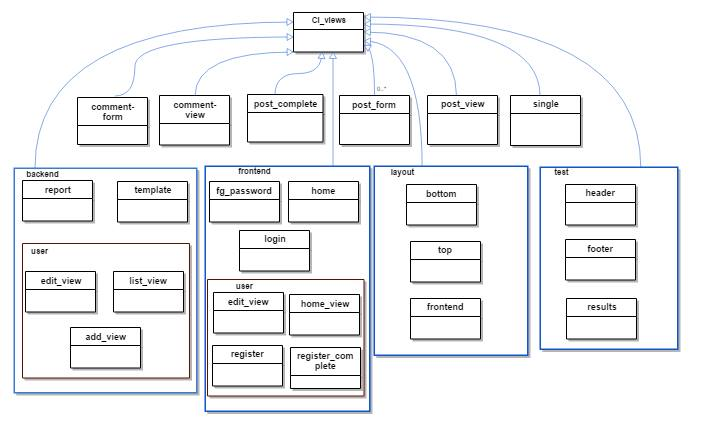 CI_views
comment-
form
comment-
view
post_complete
post_form
0..*
post_view
single
backend
report
template
user
edit_view
list_view
add_view
frontend
fg_password
home
login
user
edit_view
home_view
register
register_com
plete
layout
bottom
top
frontend
test
header
footer
results